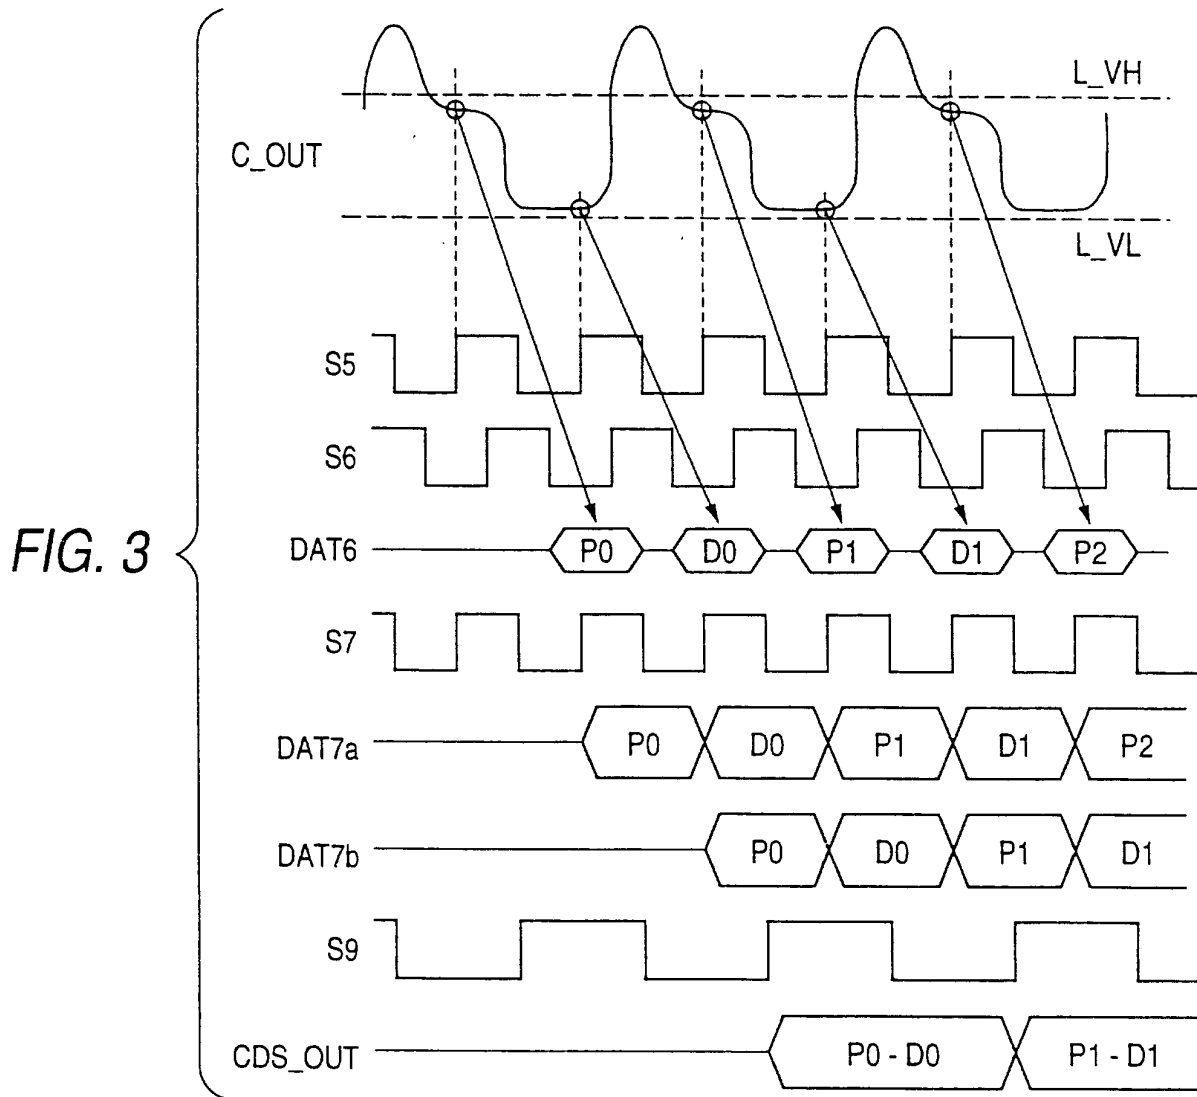 L_VH
C_OUT
L_VL
S5
S6
FIG. 3
DAT6 P0 D0 P1 D1 P2
S7
DAT7a P0 D0 P1 D1 P2
DAT7b P0 D0 P1 D1
S9
CDS_OUT P0 - D0 P1 - D1